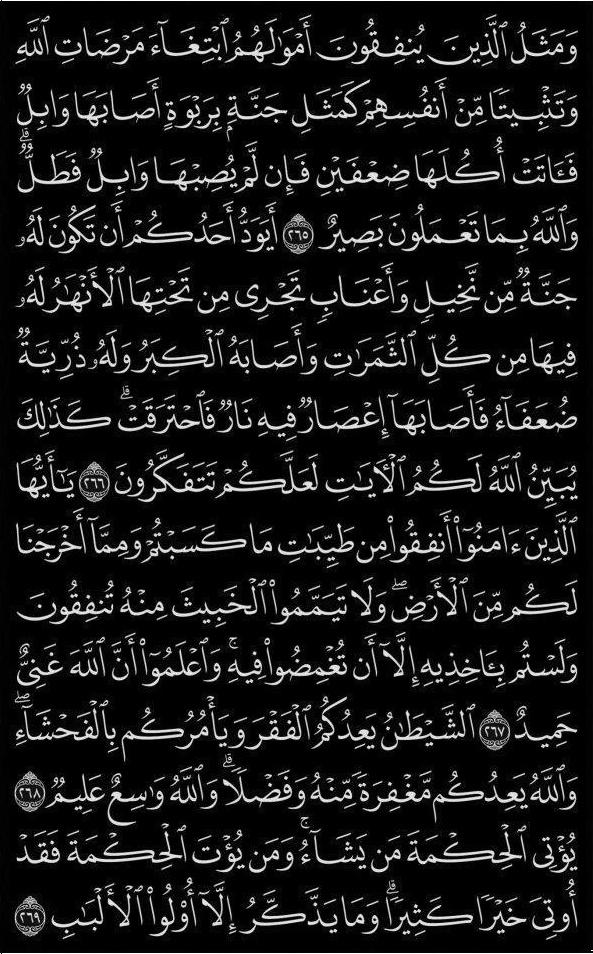 وَمَثَلُ ٱلَّذِينَ يُنفِقُونَ أَمْوَٰلَهُمُ ٱبْتِغَآءَ مَرْضَاتِ ٱللَّهِ
وَتَثْبِيتًا مِّنْ أَنفُسِهِمْ كَمَثَلِ جَنَّةٍۭ بِرَبْوَةٍ أَصَابَهَا وَابِلٌ
فَـَٔاتَتْ أُكُلَهَا ضِعْفَيْنِ فَإِن لَّمْ يُصِبْهَا وَابِلٌ فَطَلٌّ ۗ
وَٱللَّهُ بِمَا تَعْمَلُونَ بَصِيرٌ ٢٦٥ أَيَوَدُّ أَحَدُكُمْ أَن تَكُونَ لَهُۥ
جَنَّةٌ مِّن نَّخِيلٍ وَأَعْنَابٍ تَجْرِى مِن تَحْتِهَا ٱلْأَنْهَٰرُ لَهُۥ
فِيهَا مِن كُلِّ ٱلثَّمَرَٰتِ وَأَصَابَهُ ٱلْكِبَرُ وَلَهُۥ ذُرِّيَّةٌ
ضُعَفَآءُ فَأَصَابَهَآ إِعْصَارٌ فِيهِ نَارٌ فَٱحْتَرَقَتْ ۗ كَذَٰلِكَ
يُبَيِّنُ ٱللَّهُ لَكُمُ ٱلْـَٔايَٰتِ لَعَلَّكُمْ تَتَفَكَّرُونَ ٢٦٦ يَٰٓأَيُّهَا
ٱلَّذِينَ ءَامَنُوٓا۟ أَنفِقُوا۟ مِن طَيِّبَٰتِ مَا كَسَبْتُمْ وَمِمَّآ أَخْرَجْنَا
لَكُم مِّنَ ٱلْأَرْضِ ۖ وَلَا تَيَمَّمُوا۟ ٱلْخَبِيثَ مِنْهُ تُنفِقُونَ
وَلَسْتُم بِـَٔاخِذِيهِ إِلَّآ أَن تُغْمِضُوا۟ فِيهِ ۚ وَٱعْلَمُوٓا۟ أَنَّ ٱللَّهَ غَنِىٌّ
حَمِيدٌ ٢٦٧ ٱلشَّيْطَٰنُ يَعِدُكُمُ ٱلْفَقْرَ وَيَأْمُرُكُم بِٱلْفَحْشَآءِ ۖ
وَٱللَّهُ يَعِدُكُم مَّغْفِرَةً مِّنْهُ وَفَضْلًا ۗ وَٱللَّهُ وَٰسِعٌ عَلِيمٌ ٢٦٨
يُؤْتِى ٱلْحِكْمَةَ مَن يَشَآءُ ۚ وَمَن يُؤْتَ ٱلْحِكْمَةَ فَقَدْ
أُوتِىَ خَيْرًا كَثِيرًا ۗ وَمَا يَذَّكَّرُ إِلَّآ أُو۟لُوا۟ ٱلْأَلْبَٰبِ ٢٦٩